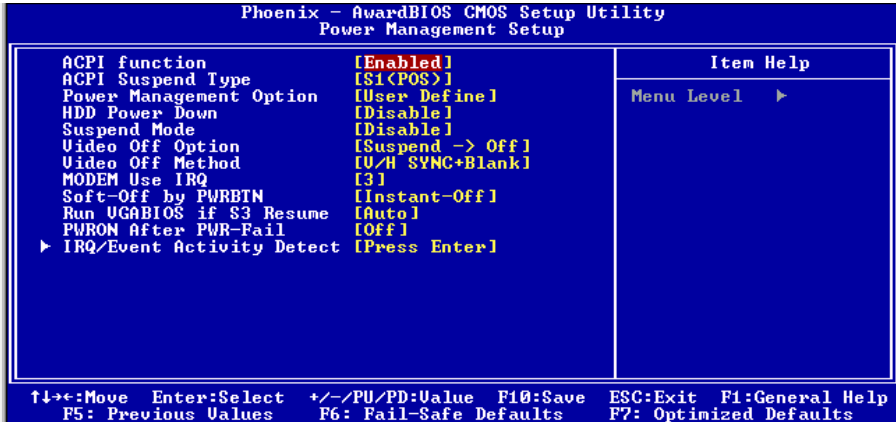 Phoenix - AwardBIOS CMOS Setup Utility
Power Management Setup
ACPI function [Enabled]
ACPI Suspend Type [S1(POS)]
Power Management Option [User Define]
HDD Power Down [Disable]
Suspend Mode [Disable]
Video Off Option [Suspend -> Off]
Video Off Method [V/H SYNC+Blank]
MODEM Use IRQ [3]
Soft-Off by PWRBTN [Instant-Off]
Run VGABIOS if S3 Resume [Auto]
PWRON After PWR-Fail [Off]
▶ IRQ/Event Activity Detect [Press Enter]
Item Help
Menu Level ▶
↑↓→←:Move Enter:Select +/-/PU/PD:Value F10:Save ESC:Exit F1:General Help
F5: Previous Values F6: Fail-Safe Defaults F7: Optimized Defaults